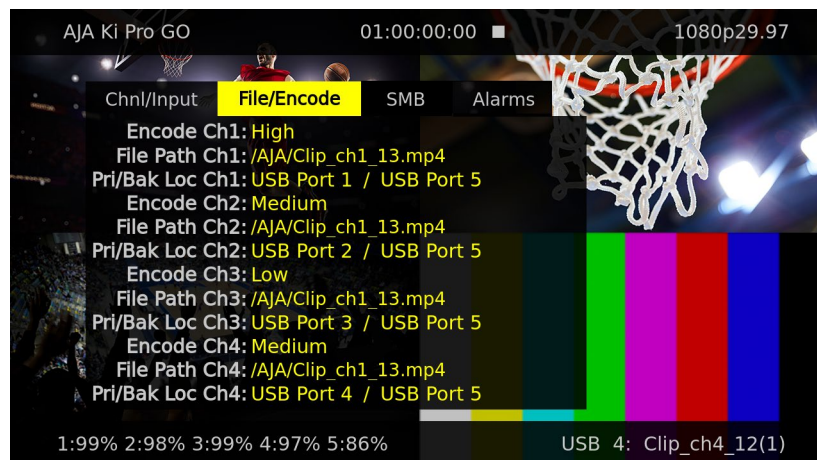 AJA Ki Pro GO 01:00:00:00 1080p29.97
Chnl/Input File/Encode SMB Alarms
Encode Ch1: High
File Path Ch1: /AJA/Clip_ch1_13.mp4
Pri/Bak Loc Ch1: USB Port 1 / USB Port 5
Encode Ch2: Medium
File Path Ch2: /AJA/Clip_ch1_13.mp4
Pri/Bak Loc Ch2: USB Port 2 / USB Port 5
Encode Ch3: Low
File Path Ch3: /AJA/Clip_ch1_13.mp4
Pri/Bak Loc Ch3: USB Port 3 / USB Port 5
Encode Ch4: Medium
File Path Ch4: /AJA/Clip_ch1_13.mp4
Pri/Bak Loc Ch4: USB Port 4 / USB Port 5
1:99% 2:98% 3:99% 4:97% 5:86% USB 4: Clip_ch4_12(1)